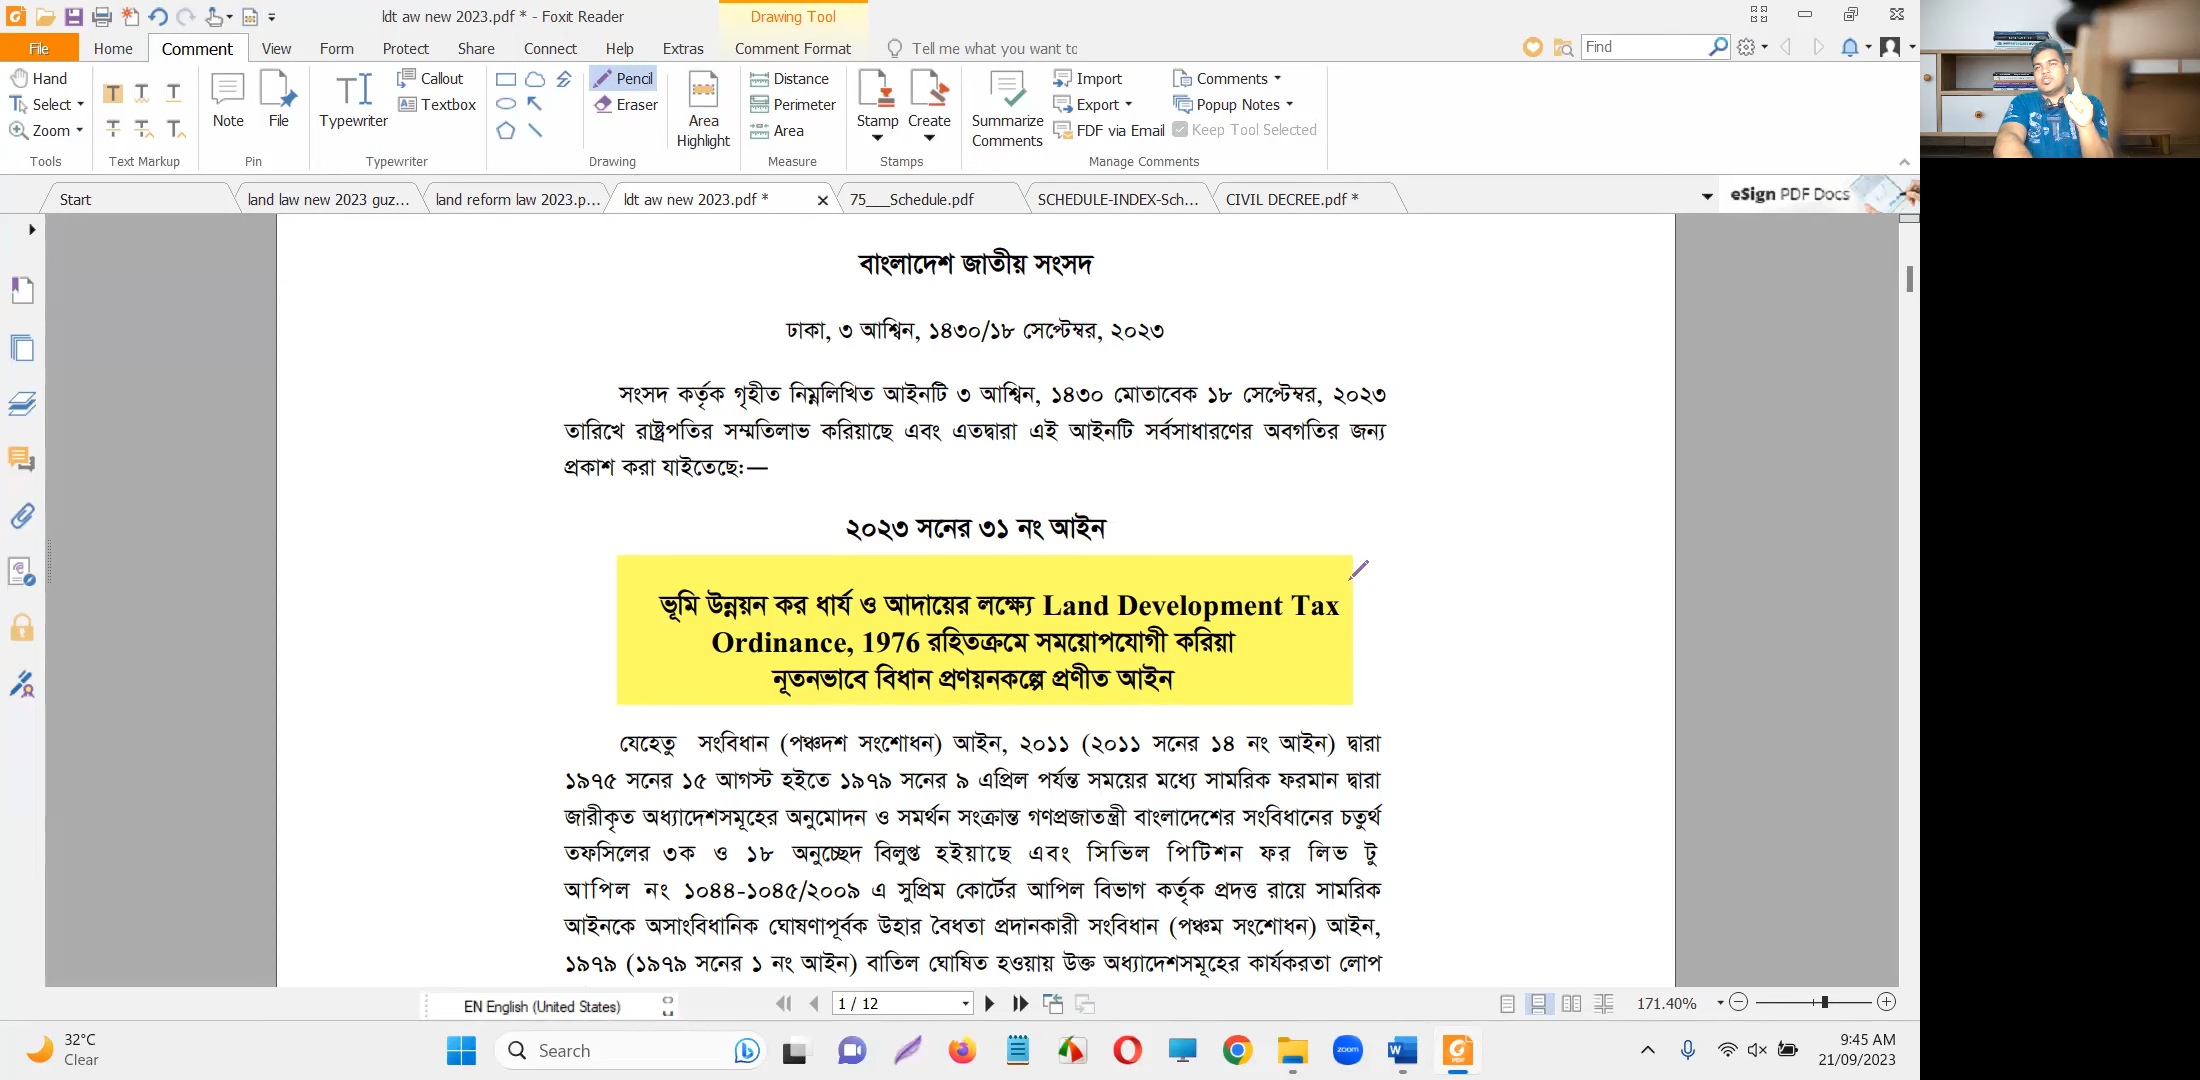 ldt aw new 2023.pdf * - Foxit Reader
Drawing Tool
File Home Comment View Form Protect Share Connect Help Extras Comment Format Tell me what you want to Find
Hand
Select
Zoom
Tools
Text Markup
Note
File
Pin
Typewriter
Callout
Textbox
Typewriter
Pencil
Eraser
Drawing
Area
Highlight
Distance
Perimeter
Area
Measure
Stamp
Create
Stamps
Summarize
Comments
Import
Export
FDF via Email
Comments
Popup Notes
Keep Tool Selected
Manage Comments
Start land law new 2023 guz... land reform law 2023.p... ldt aw new 2023.pdf * 75___Schedule.pdf SCHEDULE-INDEX-Sch... CIVIL DECREE.pdf * eSign PDF Docs
বাংলাদেশ জাতীয় সংসদ
ঢাকা, ৩ আশ্বিন, ১৪৩০/১৮ সেপ্টেম্বর, ২০২৩
সংসদ কর্তৃক গৃহীত নিম্নলিখিত আইনটি ৩ আশ্বিন, ১৪৩০ মোতাবেক ১৮ সেপ্টেম্বর, ২০২৩
তারিখে রাষ্ট্রপতির সম্মতিলাভ করিয়াছে এবং এতদ্বারা এই আইনটি সর্বসাধারণের অবগতির জন্য
প্রকাশ করা যাইতেছে:—
২০২৩ সনের ৩১ নং আইন
ভূমি উন্নয়ন কর ধার্য ও আদায়ের লক্ষ্যে Land Development Tax
Ordinance, 1976 রহিতক্রমে সময়োপযোগী করিয়া
নূতনভাবে বিধান প্রণয়নকল্পে প্রণীত আইন
যেহেতু সংবিধান (পঞ্চদশ সংশোধন) আইন, ২০১১ (২০১১ সনের ১৪ নং আইন) দ্বারা
১৯৭৫ সনের ১৫ আগস্ট হইতে ১৯৭৯ সনের ৯ এপ্রিল পর্যন্ত সময়ের মধ্যে সামরিক ফরমান দ্বারা
জারীকৃত অধ্যাদেশসমূহের অনুমোদন ও সমর্থন সংক্রান্ত গণপ্রজাতন্ত্রী বাংলাদেশের সংবিধানের চতুর্থ
তফসিলের ৩ক ও ১৮ অনুচ্ছেদ বিলুপ্ত হইয়াছে এবং সিভিল পিটিশন ফর লিভ টু
আপিল নং ১০৪৪-১০৪৫/২০০৯ এ সুপ্রিম কোর্টের আপিল বিভাগ কর্তৃক প্রদত্ত রায়ে সামরিক
আইনকে অসাংবিধানিক ঘোষণাপূর্বক উহার বৈধতা প্রদানকারী সংবিধান (পঞ্চম সংশোধন) আইন,
১৯৭৯ (১৯৭৯ সনের ১ নং আইন) বাতিল ঘোষিত হওয়ায় উক্ত অধ্যাদেশসমূহের কার্যকরতা লোপ
EN English (United States)
1 / 12
171.40%
32°C
Clear
Search
zoom
9:45 AM
21/09/2023